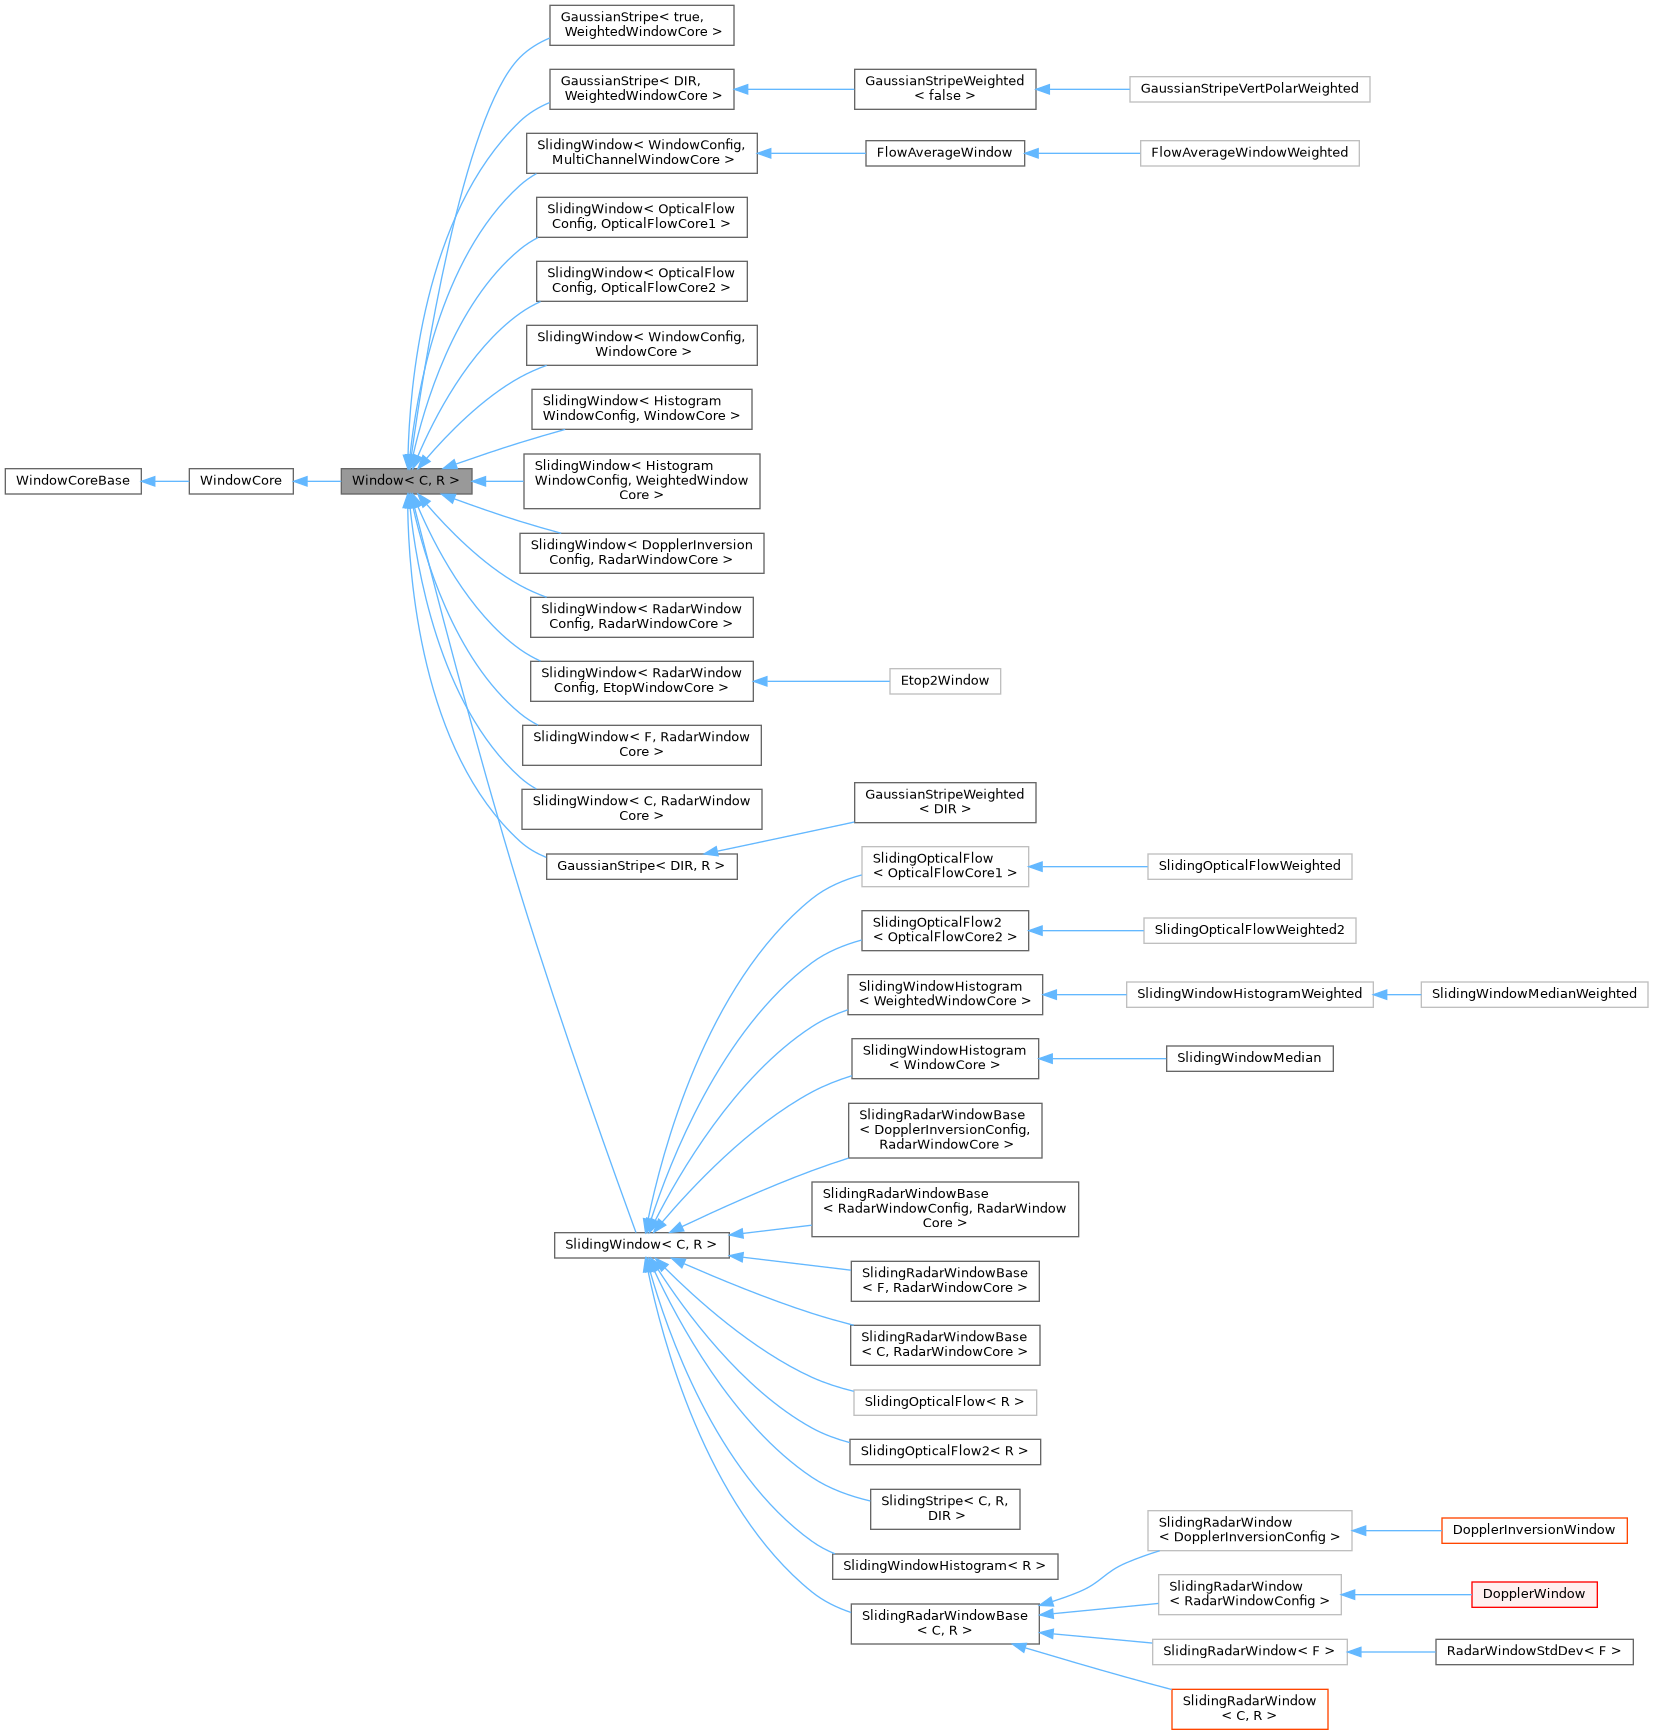 GaussianStripe< true,
WeightedWindowCore >
GaussianStripe< DIR,
WeightedWindowCore >
GaussianStripeWeighted
< false >
GaussianStripeVertPolarWeighted
SlidingWindow< WindowConfig,
MultiChannelWindowCore >
FlowAverageWindow
FlowAverageWindowWeighted
SlidingWindow< OpticalFlow
Config, OpticalFlowCore1 >
SlidingWindow< OpticalFlow
Config, OpticalFlowCore2 >
SlidingWindow< WindowConfig,
WindowCore >
SlidingWindow< Histogram
WindowConfig, WindowCore >
WindowCoreBase
WindowCore
Window< C, R >
SlidingWindow< Histogram
WindowConfig, WeightedWindow
Core >
SlidingWindow< DopplerInversion
Config, RadarWindowCore >
SlidingWindow< RadarWindow
Config, RadarWindowCore >
SlidingWindow< RadarWindow
Config, EtopWindowCore >
Etop2Window
SlidingWindow< F, RadarWindow
Core >
SlidingWindow< C, RadarWindow
Core >
GaussianStripe< DIR, R >
GaussianStripeWeighted
< DIR >
SlidingOpticalFlow
< OpticalFlowCore1 >
SlidingOpticalFlowWeighted
SlidingOpticalFlow2
< OpticalFlowCore2 >
SlidingOpticalFlowWeighted2
SlidingWindowHistogram
< WeightedWindowCore >
SlidingWindowHistogramWeighted
SlidingWindowMedianWeighted
SlidingWindowHistogram
< WindowCore >
SlidingWindowMedian
SlidingRadarWindowBase
< DopplerInversionConfig,
RadarWindowCore >
SlidingRadarWindowBase
< RadarWindowConfig, RadarWindow
Core >
SlidingWindow< C, R >
SlidingRadarWindowBase
< F, RadarWindowCore >
SlidingRadarWindowBase
< C, RadarWindowCore >
SlidingOpticalFlow< R >
SlidingOpticalFlow2< R >
SlidingStripe< C, R,
DIR >
SlidingWindowHistogram< R >
SlidingRadarWindowBase
< C, R >
SlidingRadarWindow
< DopplerInversionConfig >
DopplerInversionWindow
SlidingRadarWindow
< RadarWindowConfig >
DopplerWindow
SlidingRadarWindow< F >
RadarWindowStdDev< F >
SlidingRadarWindow
< C, R >